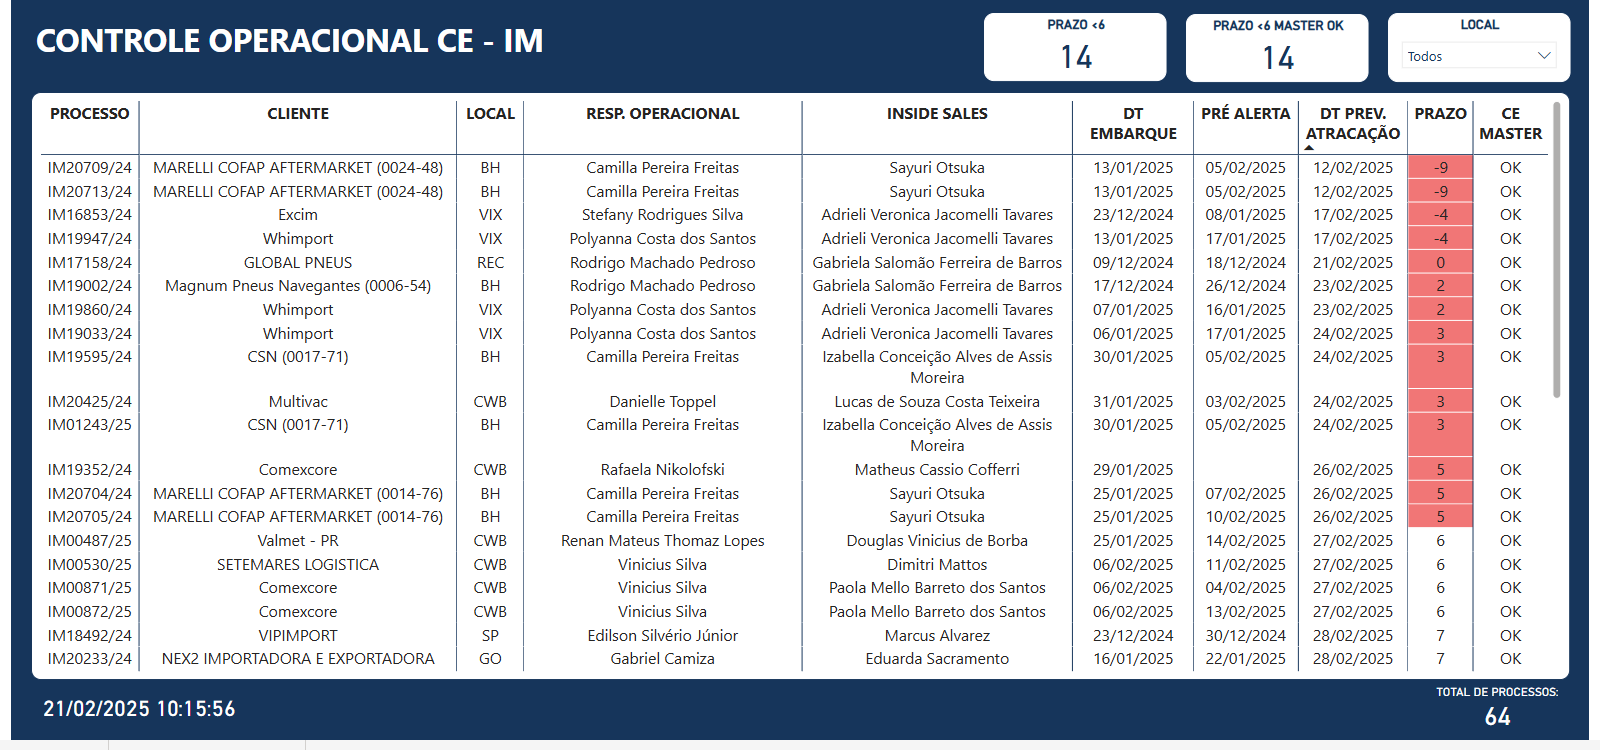 CONTROLE OPERACIONAL CE - IM
PRAZO <6
14
PRAZO <6 MASTER OK
14
LOCAL
Todos
PROCESSO CLIENTE LOCAL RESP. OPERACIONAL INSIDE SALES DT EMBARQUE PRÉ ALERTA DT PREV. ATRACAÇÃO PRAZO CE MASTER
IM20709/24 MARELLI COFAP AFTERMARKET (0024-48) BH Camilla Pereira Freitas Sayuri Otsuka 13/01/2025 05/02/2025 12/02/2025 -9 OK
IM20713/24 MARELLI COFAP AFTERMARKET (0024-48) BH Camilla Pereira Freitas Sayuri Otsuka 13/01/2025 05/02/2025 12/02/2025 -9 OK
IM16853/24 Excim VIX Stefany Rodrigues Silva Adrieli Veronica Jacomelli Tavares 23/12/2024 08/01/2025 17/02/2025 -4 OK
IM19947/24 Whimport VIX Polyanna Costa dos Santos Adrieli Veronica Jacomelli Tavares 13/01/2025 17/01/2025 17/02/2025 -4 OK
IM17158/24 GLOBAL PNEUS REC Rodrigo Machado Pedroso Gabriela Salomão Ferreira de Barros 09/12/2024 18/12/2024 21/02/2025 0 OK
IM19002/24 Magnum Pneus Navegantes (0006-54) BH Rodrigo Machado Pedroso Gabriela Salomão Ferreira de Barros 17/12/2024 26/12/2024 23/02/2025 2 OK
IM19860/24 Whimport VIX Polyanna Costa dos Santos Adrieli Veronica Jacomelli Tavares 07/01/2025 16/01/2025 23/02/2025 2 OK
IM19033/24 Whimport VIX Polyanna Costa dos Santos Adrieli Veronica Jacomelli Tavares 06/01/2025 17/01/2025 24/02/2025 3 OK
IM19595/24 CSN (0017-71) BH Camilla Pereira Freitas Izabella Conceição Alves de Assis Moreira 30/01/2025 05/02/2025 24/02/2025 3 OK
IM20425/24 Multivac CWB Danielle Toppel Lucas de Souza Costa Teixeira 31/01/2025 03/02/2025 24/02/2025 3 OK
IM01243/25 CSN (0017-71) BH Camilla Pereira Freitas Izabella Conceição Alves de Assis Moreira 30/01/2025 05/02/2025 24/02/2025 3 OK
IM19352/24 Comexcore CWB Rafaela Nikolofski Matheus Cassio Cofferri 29/01/2025 26/02/2025 5 OK
IM20704/24 MARELLI COFAP AFTERMARKET (0014-76) BH Camilla Pereira Freitas Sayuri Otsuka 25/01/2025 07/02/2025 26/02/2025 5 OK
IM20705/24 MARELLI COFAP AFTERMARKET (0014-76) BH Camilla Pereira Freitas Sayuri Otsuka 25/01/2025 10/02/2025 26/02/2025 5 OK
IM00487/25 Valmet - PR CWB Renan Mateus Thomaz Lopes Douglas Vinicius de Borba 25/01/2025 14/02/2025 27/02/2025 6 OK
IM00530/25 SETEMARES LOGISTICA CWB Vinicius Silva Dimitri Mattos 06/02/2025 11/02/2025 27/02/2025 6 OK
IM00871/25 Comexcore CWB Vinicius Silva Paola Mello Barreto dos Santos 06/02/2025 04/02/2025 27/02/2025 6 OK
IM00872/25 Comexcore CWB Vinicius Silva Paola Mello Barreto dos Santos 06/02/2025 13/02/2025 27/02/2025 6 OK
IM18492/24 VIPIMPORT SP Edilson Silvério Júnior Marcus Alvarez 23/12/2024 30/12/2024 28/02/2025 7 OK
IM20233/24 NEX2 IMPORTADORA E EXPORTADORA GO Gabriel Camiza Eduarda Sacramento 16/01/2025 22/01/2025 28/02/2025 7 OK
21/02/2025 10:15:56
TOTAL DE PROCESSOS:
64